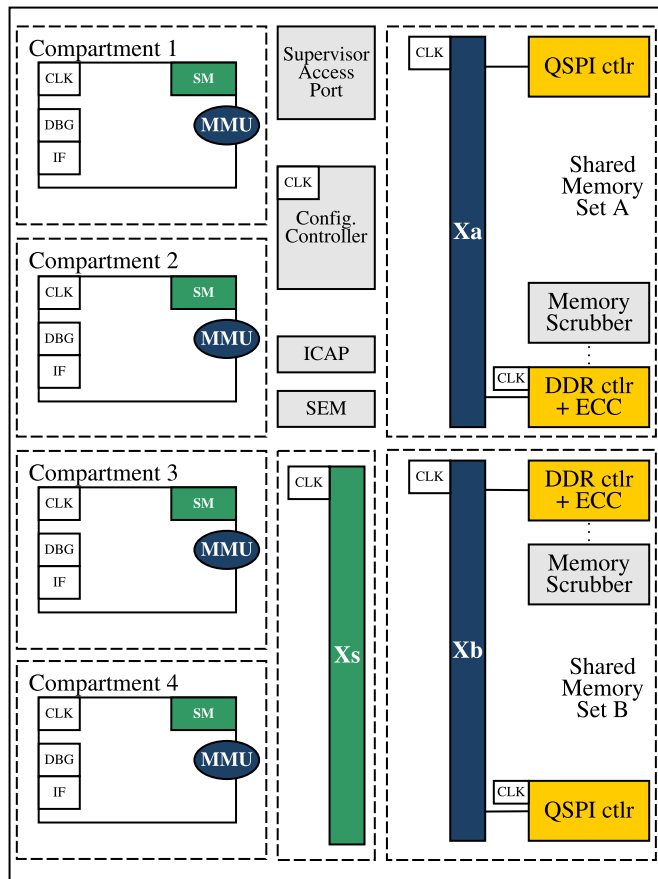 Compartment 1
CLK
SM
MMU
DBG
IF
Compartment 2
CLK
SM
MMU
DBG
IF
Compartment 3
CLK
SM
MMU
DBG
IF
Compartment 4
CLK
SM
MMU
DBG
IF
Supervisor
Access
Port
CLK
Config.
Controller
ICAP
SEM
CLK
Xs
CLK
Xa
QSPI ctlr
Shared
Memory
Set A
Memory
Scrubber
CLK
DDR ctlr
+ ECC
CLK
Xb
DDR ctlr
+ ECC
Memory
Scrubber
Shared
Memory
Set B
CLK
QSPI ctlr